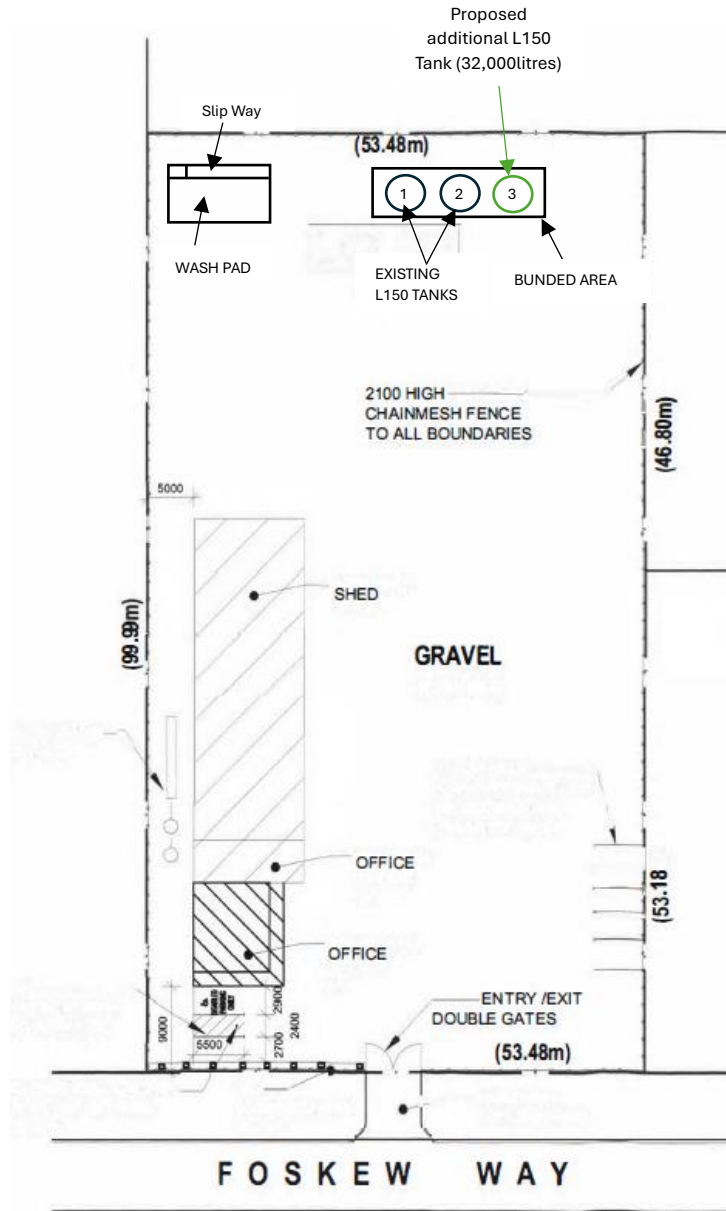 Proposed
additional L150
Tank (32,000litres)
Slip Way
(53.48m)
1
2
3
WASH PAD
EXISTING
L150 TANKS
BUNDED AREA
2100 HIGH
CHAINMESH FENCE
TO ALL BOUNDARIES
(46.80m)
5000
SHED
(99.99m)
GRAVEL
OFFICE
(53.18
OFFICE
2900
ENTRY /EXIT
DOUBLE GATES
9000
2400
5500
2700
(53.48m)
FOSKEW WAY